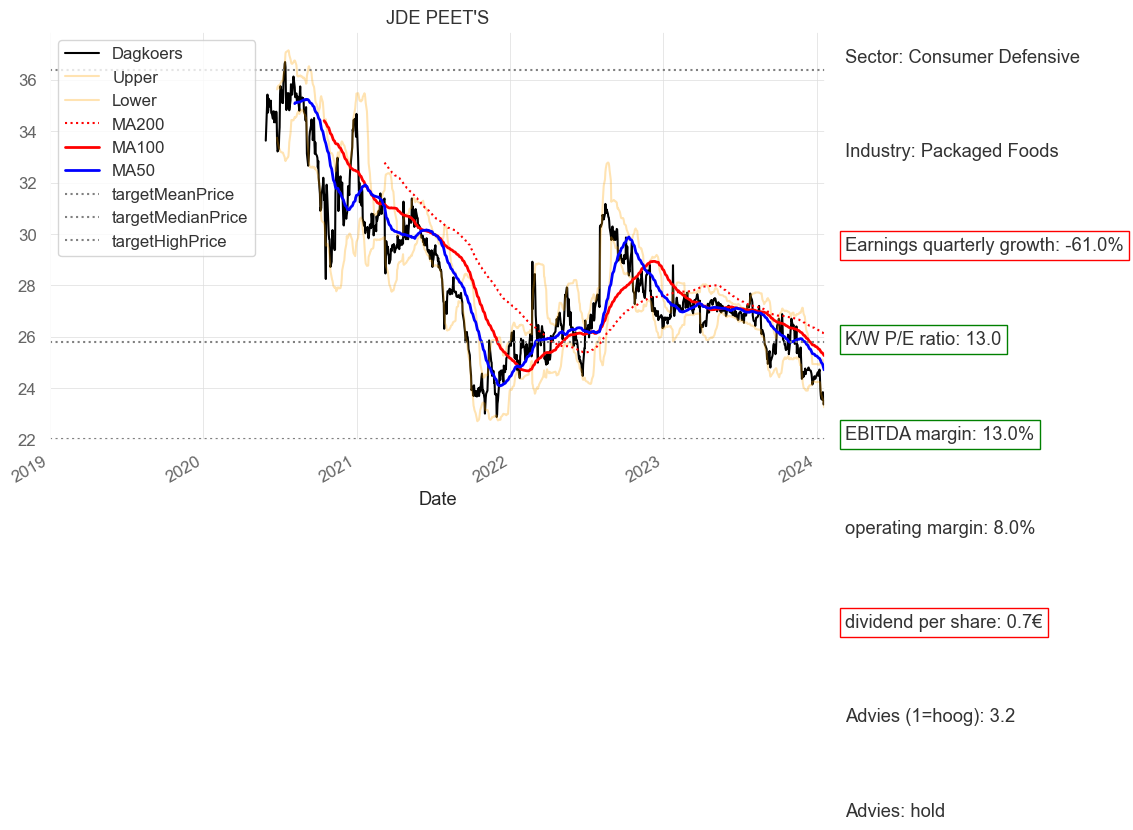 JDE PEET'S
Dagkoers
Upper
Lower
MA200
MA100
MA50
targetMeanPrice
targetMedianPrice
targetHighPrice
36
34
32
30
28
26
24
22
2019
2020
2021
2022
2023
2024
Date
Sector: Consumer Defensive
Industry: Packaged Foods
Earnings quarterly growth: -61.0%
K/W P/E ratio: 13.0
EBITDA margin: 13.0%
operating margin: 8.0%
dividend per share: 0.7€
Advies (1=hoog): 3.2
Advies: hold